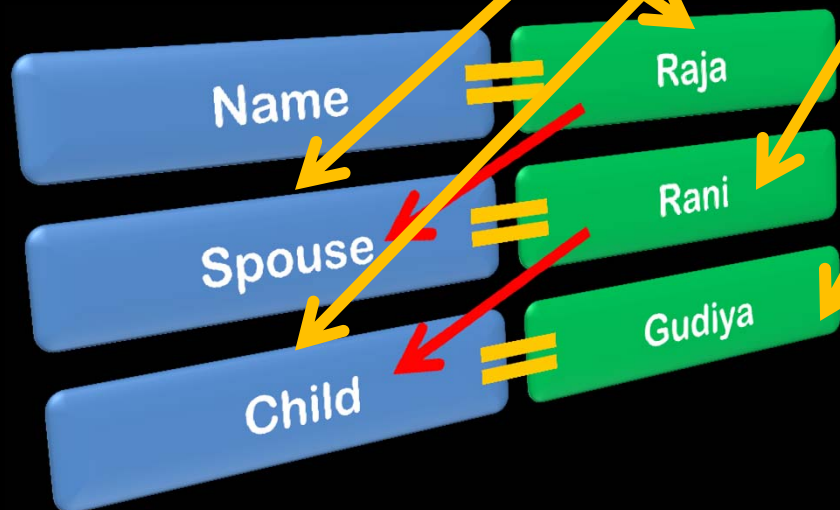 Name = Raja
Spouse = Rani
Child = Gudiya